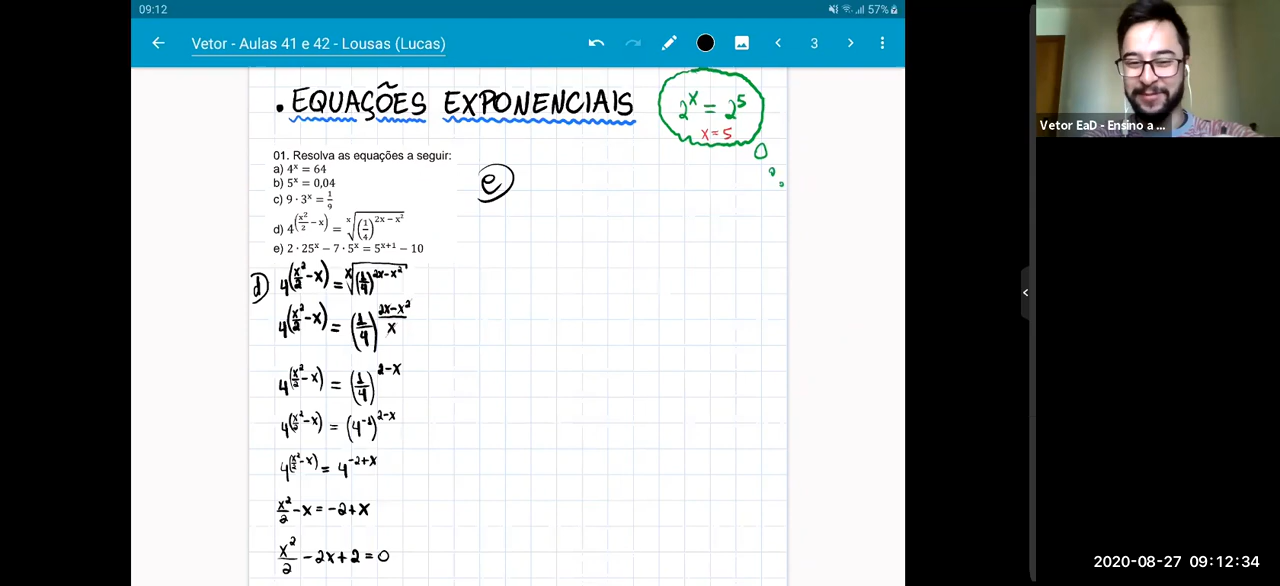 09:12
57%
Vetor - Aulas 41 e 42 - Lousas (Lucas)
3
• EQUAÇÕES EXPONENCIAIS
2^x = 2^5
x = 5
Vetor EaD - Ensino a ...
01. Resolva as equações a seguir:
a) 4^x = 64
b) 5^x = 0,04
c) 9 · 3^x = 1/9
d) 4^(x²/2 − x) = ˣ√((1/4)^(2x − x²))
e) 2 · 25^x − 7 · 5^x = 5^(x+1) − 10
e
d) 4^(x²/2 - x) = ˣ√((1/4)^(2x-x²))
4^(x²/2 - x) = (1/4)^((2x-x²)/x)
4^(x²/2 - x) = (1/4)^(2-x)
4^(x²/2 - x) = (4^-1)^(2-x)
4^(x²/2 - x) = 4^(-2+x)
x²/2 - x = -2+x
x²/2 - 2x + 2 = 0
2020-08-27 09:12:34